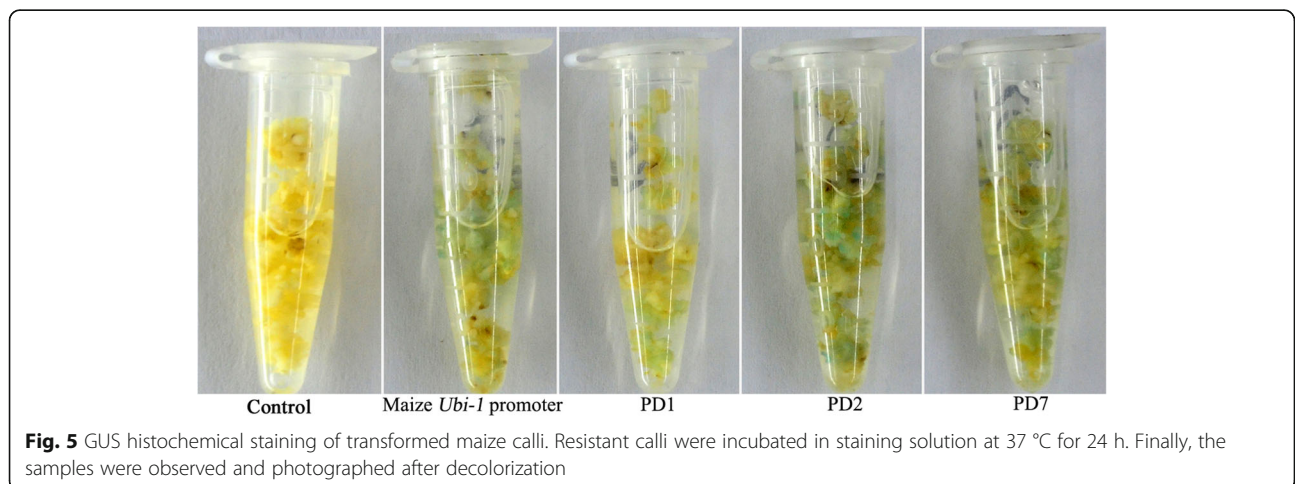 Control
Maize Ubi-1 promoter
PD1
PD2
PD7
Fig. 5 GUS histochemical staining of transformed maize calli. Resistant calli were incubated in staining solution at 37 °C for 24 h. Finally, the
samples were observed and photographed after decolorization